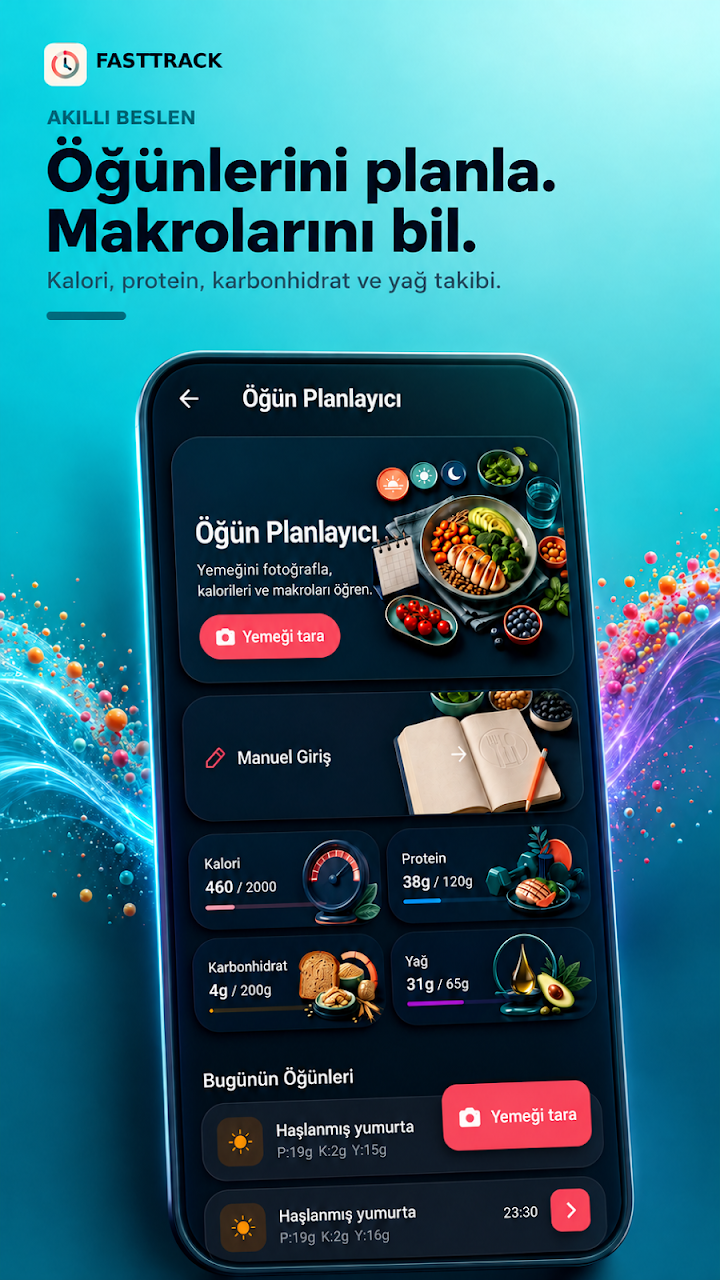 FASTTRACK
AKILLI BESLEN
Öğünlerini planla.
Makrolarını bil.
Kalori, protein, karbonhidrat ve yağ takibi.
Öğün Planlayıcı
Öğün Planlayıcı
Yemeğini fotoğrafla,
kalorileri ve makroları öğren.
Yemeği tara
Manuel Giriş
Kalori
460 / 2000
Protein
38g / 120g
Karbonhidrat
4g / 200g
Yağ
31g / 65g
Bugünün Öğünleri
Haşlanmış yumurta
P:19g K:2g Y:15g
Yemeği tara
Haşlanmış yumurta
P:19g K:2g Y:16g
23:30